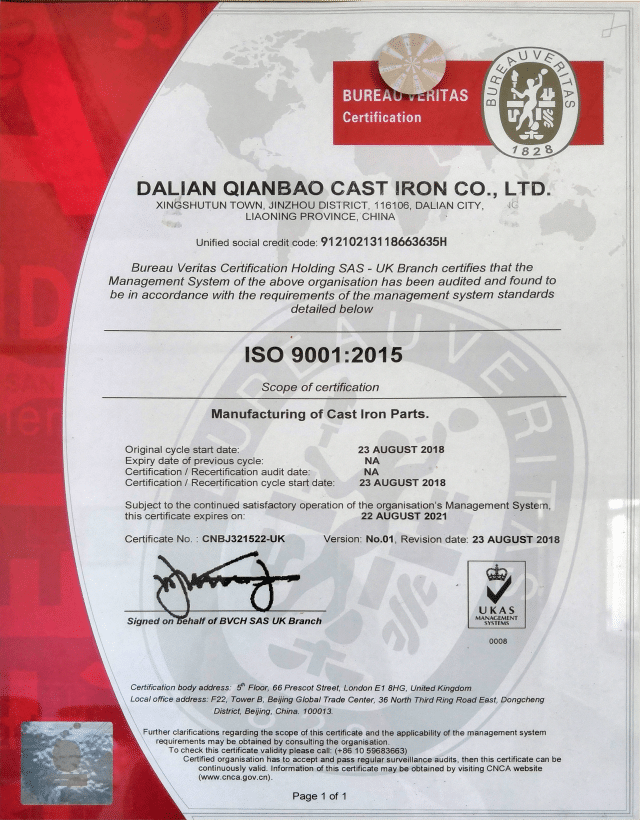 BUREAU VERITAS
Certification
BUREAU VERITAS
1828
DALIAN QIANBAO CAST IRON CO., LTD.
XINGSHUTUN TOWN, JINZHOU DISTRICT, 116106, DALIAN CITY,
LIAONING PROVINCE, CHINA
Unified social credit code: 91210213118663635H
Bureau Veritas Certification Holding SAS - UK Branch certifies that the
Management System of the above organisation has been audited and found to
be in accordance with the requirements of the management system standards
detailed below
ISO 9001:2015
Scope of certification
Manufacturing of Cast Iron Parts.
Original cycle start date: 23 AUGUST 2018
Expiry date of previous cycle: NA
Certification / Recertification audit date: NA
Certification / Recertification cycle start date: 23 AUGUST 2018
Subject to the continued satisfactory operation of the organisation's Management System,
this certificate expires on: 22 AUGUST 2021
Certificate No. : CNBJ321522-UK Version: No.01, Revision date: 23 AUGUST 2018
Signed on behalf of BVCH SAS UK Branch
UKAS
MANAGEMENT
SYSTEMS
0008
Certification body address: 5th Floor, 66 Prescot Street, London E1 8HG, United Kingdom
Local office address: F22, Tower B, Beijing Global Trade Center, 36 North Third Ring Road East, Dongcheng
District, Beijing, China. 100013.
Further clarifications regarding the scope of this certificate and the applicability of the management system
requirements may be obtained by consulting the organisation.
To check this certificate validity please call: (+86 10 59683663)
Certified organisation has to accept and pass regular surveillance audits, then this certificate can be
continuously valid. Information of this certificate may be obtained by visiting CNCA website
(www.cnca.gov.cn).
Page 1 of 1